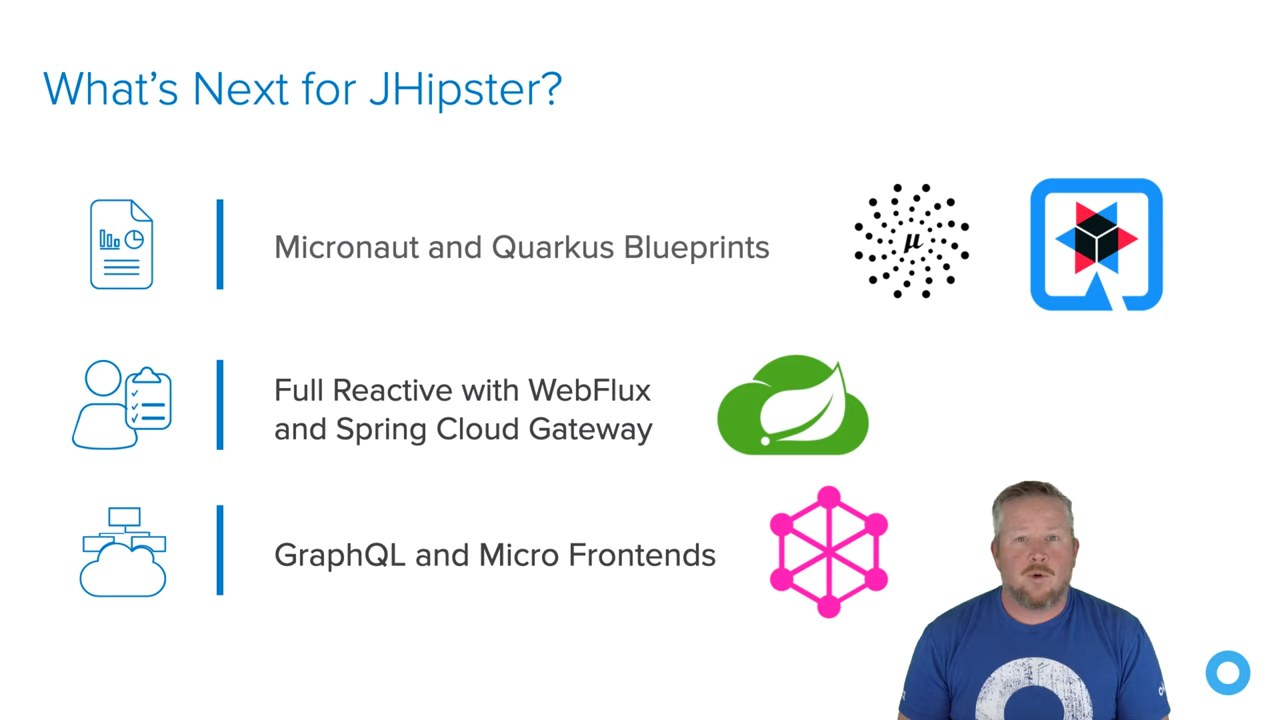 What's Next for JHipster?
Micronaut and Quarkus Blueprints
μ
Full Reactive with WebFlux
and Spring Cloud Gateway
GraphQL and Micro Frontends